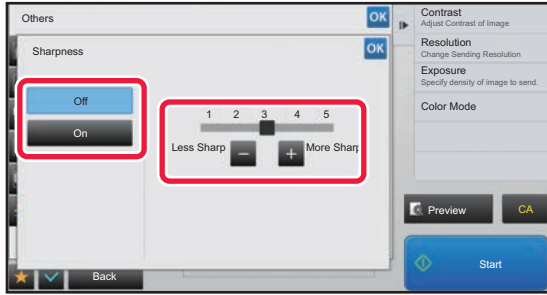 Others
OK
Sharpness
OK
Off
On
1 2 3 4 5
Less Sharp
More Sharp
Back
Contrast
Adjust Contrast of Image
Resolution
Change Sending Resolution
Exposure
Specify density of image to send.
Color Mode
Preview
CA
Start